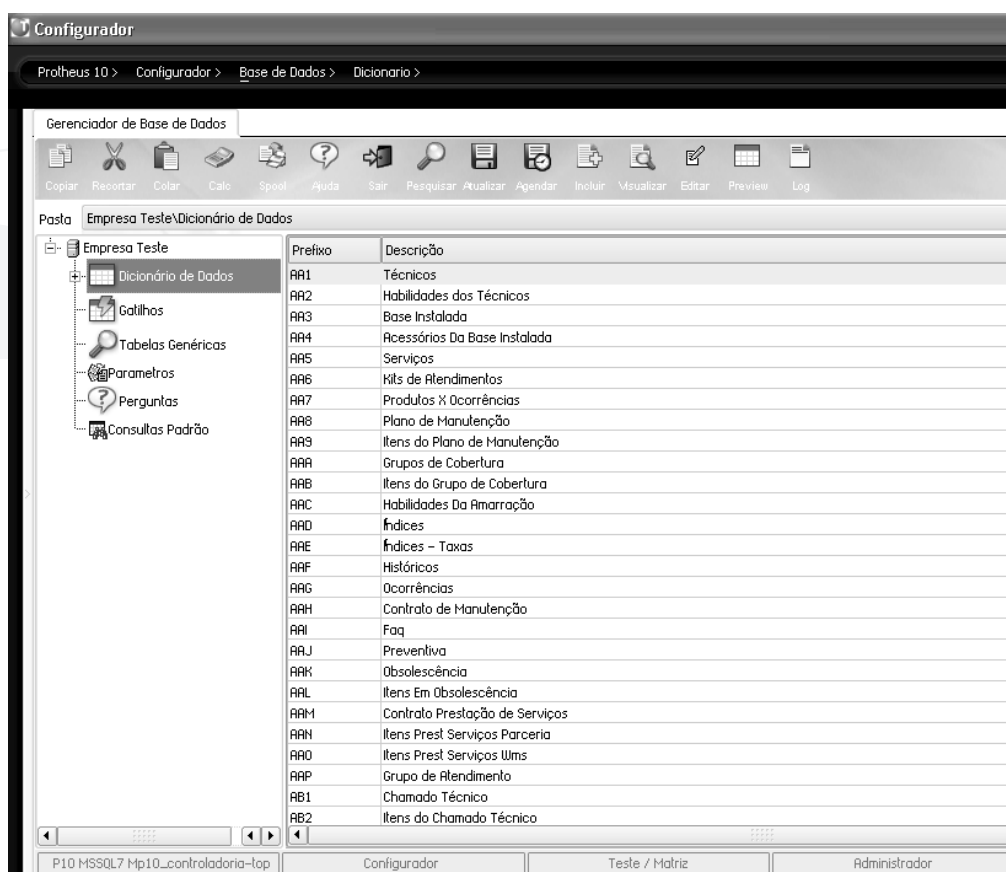 Configurador
Protheus 10 > Configurador > Base de Dados > Dicionario >
Gerenciador de Base de Dados
Copiar Recortar Colar Calc Spool Ajuda Sair Pesquisar Atualizar Agendar Incluir Visualizar Editar Preview Log
Pasta Empresa Teste\Dicionário de Dados
Empresa Teste
Dicionário de Dados
Gatilhos
Tabelas Genéricas
Parametros
Perguntas
Consultas Padrão
Prefixo Descrição
AA1 Técnicos
AA2 Habilidades dos Técnicos
AA3 Base Instalada
AA4 Acessórios Da Base Instalada
AA5 Serviços
AA6 Kits de Atendimentos
AA7 Produtos X Ocorrências
AA8 Plano de Manutenção
AA9 Itens do Plano de Manutenção
AAA Grupos de Cobertura
AAB Itens do Grupo de Cobertura
AAC Habilidades Da Amarração
AAD Índices
AAE Índices - Taxas
AAF Históricos
AAG Ocorrências
AAH Contrato de Manutenção
AAI Faq
AAJ Preventiva
AAK Obsolescência
AAL Itens Em Obsolescência
AAM Contrato Prestação de Serviços
AAN Itens Prest Serviços Parceria
AAO Itens Prest Serviços Wms
AAP Grupo de Atendimento
AB1 Chamado Técnico
AB2 Itens do Chamado Técnico
P10 MSSQL7 Mp10_controladoria-top Configurador Teste / Matriz Administrador